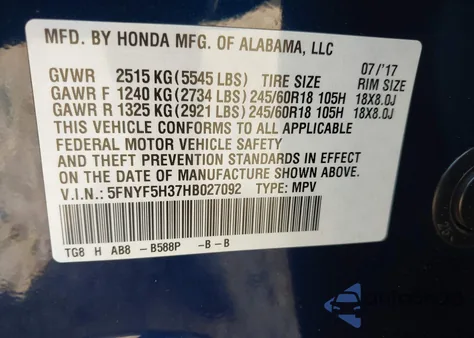 MFD. BY HONDA MFG. OF ALABAMA, LLC
07/'17
GVWR 2515 KG (5545 LBS) TIRE SIZE RIM SIZE
GAWR F 1240 KG (2734 LBS) 245/60R18 105H 18X8.0J
GAWR R 1325 KG (2921 LBS) 245/60R18 105H 18X8.0J
THIS VEHICLE CONFORMS TO ALL APPLICABLE
FEDERAL MOTOR VEHICLE SAFETY
AND THEFT PREVENTION STANDARDS IN EFFECT
ON THE DATE OF MANUFACTURE SHOWN ABOVE.
V.I.N.: 5FNYF5H37HB027092 TYPE: MPV
TG8 H AB8 -B588P -B-B